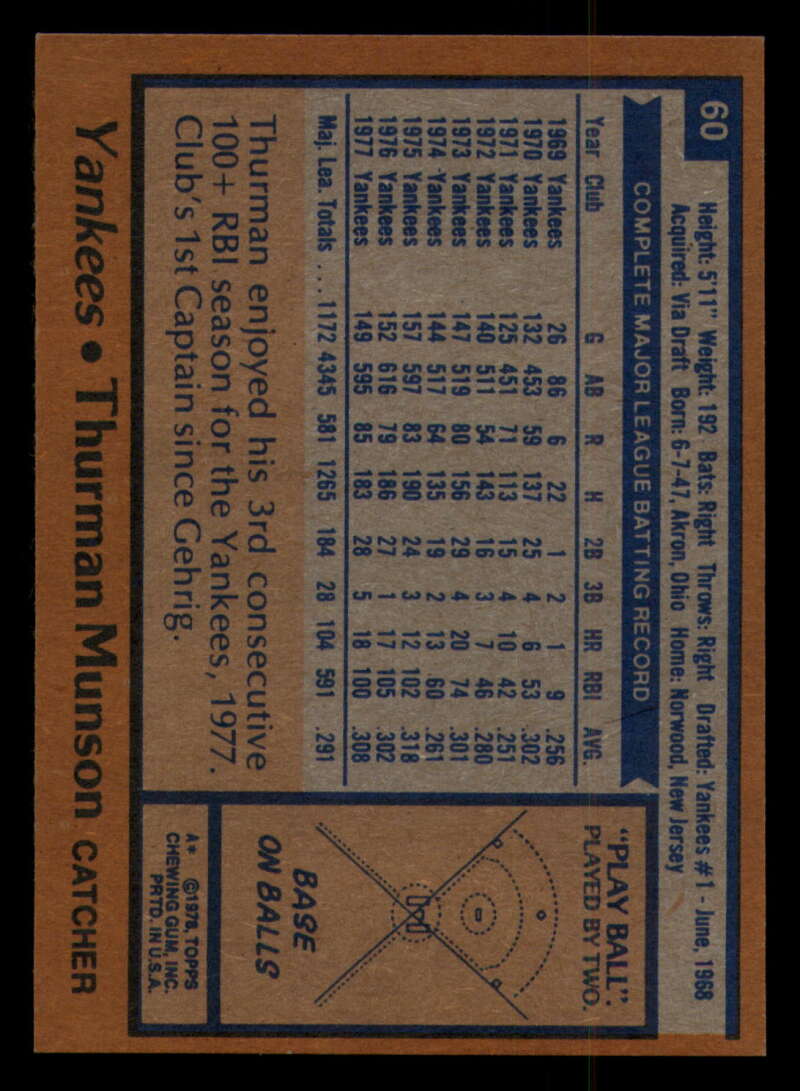 60
Height: 5'11" Weight: 192 Bats: Right Throws: Right Drafted: Yankees #1 - June, 1968
Acquired: Via Draft Born: 6-7-47, Akron, Ohio Home: Norwood, New Jersey
COMPLETE MAJOR LEAGUE BATTING RECORD
Year Club G AB R H 2B 3B HR RBI AVG.
1969 Yankees 26 86 6 22 1 2 1 9 .256
1970 Yankees 132 453 59 137 25 4 6 53 .302
1971 Yankees 125 451 71 113 15 4 10 42 .251
1972 Yankees 140 511 54 143 16 3 7 46 .280
1973 Yankees 147 519 80 156 29 4 20 74 .301
1974 Yankees 144 517 64 135 19 2 13 60 .261
1975 Yankees 157 597 83 190 24 3 12 102 .318
1976 Yankees 152 616 79 186 27 1 17 105 .302
1977 Yankees 149 595 85 183 28 5 18 100 .308
Maj. Lea. Totals .... 1172 4345 581 1265 184 28 104 591 .291
Thurman enjoyed his 3rd consecutive
100+ RBI season for the Yankees, 1977.
Club's 1st Captain since Gehrig.
"PLAY BALL".
PLAYED BY TWO.
BASE
ON BALLS
A* ©1978, TOPPS
CHEWING GUM, INC.
PRTD. IN U.S.A.
Yankees • Thurman Munson CATCHER